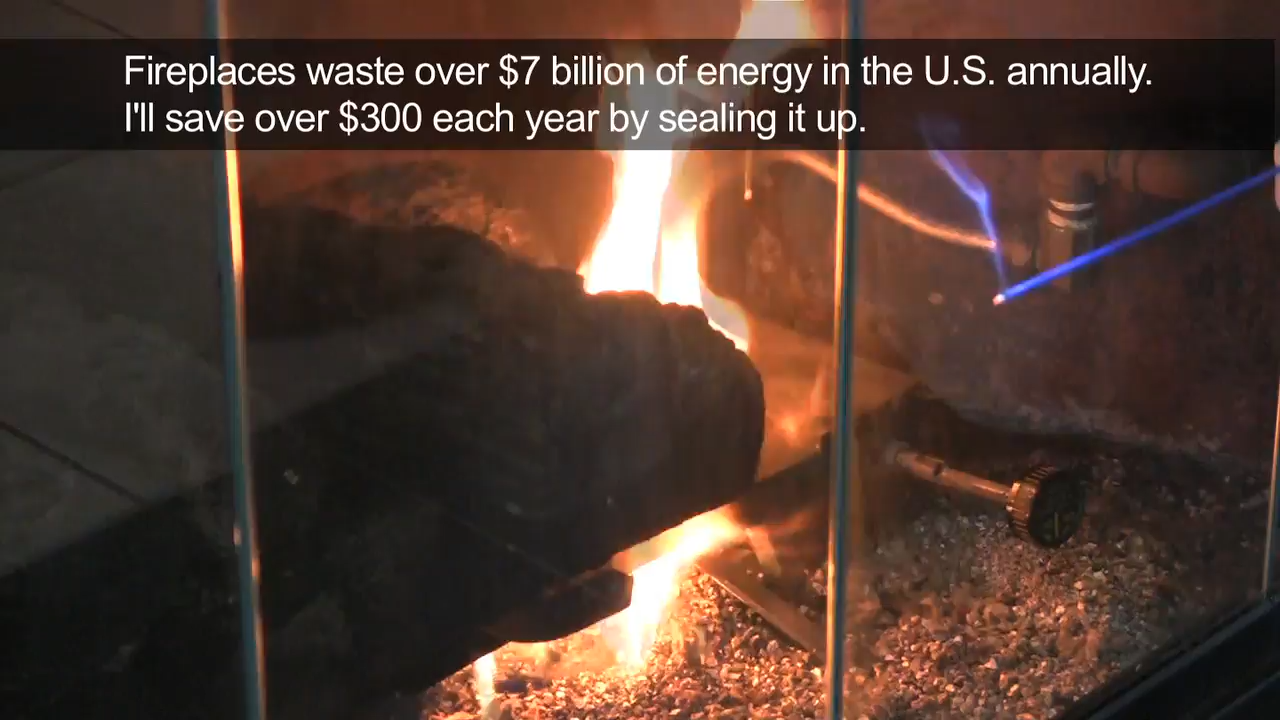 Fireplaces waste over $7 billion of energy in the U.S. annually.
I'll save over $300 each year by sealing it up.